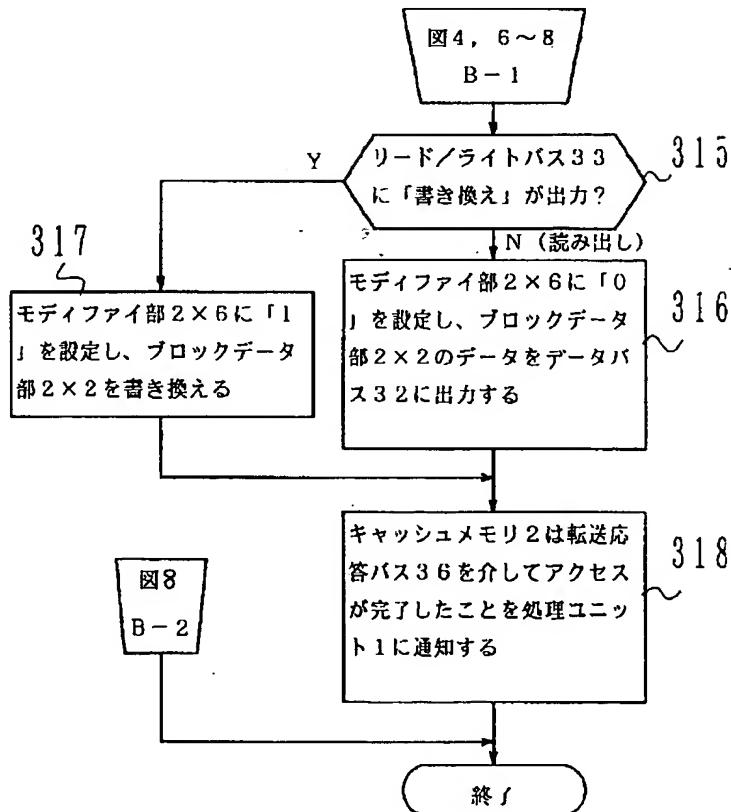 図4，6～8
B－1
リード／ライトバス33
に「書き換え」が出力？
315
Y
N（読み出し）
317
モディファイ部2×6に「1
」を設定し、ブロックデータ
部2×2を書き換える
モディファイ部2×6に「0
」を設定し、ブロックデータ
部2×2のデータをデータバ
ス32に出力する
316
キャッシュメモリ2は転送応
答バス36を介してアクセス
が完了したことを処理ユニッ
ト1に通知する
318
図8
B－2
終了